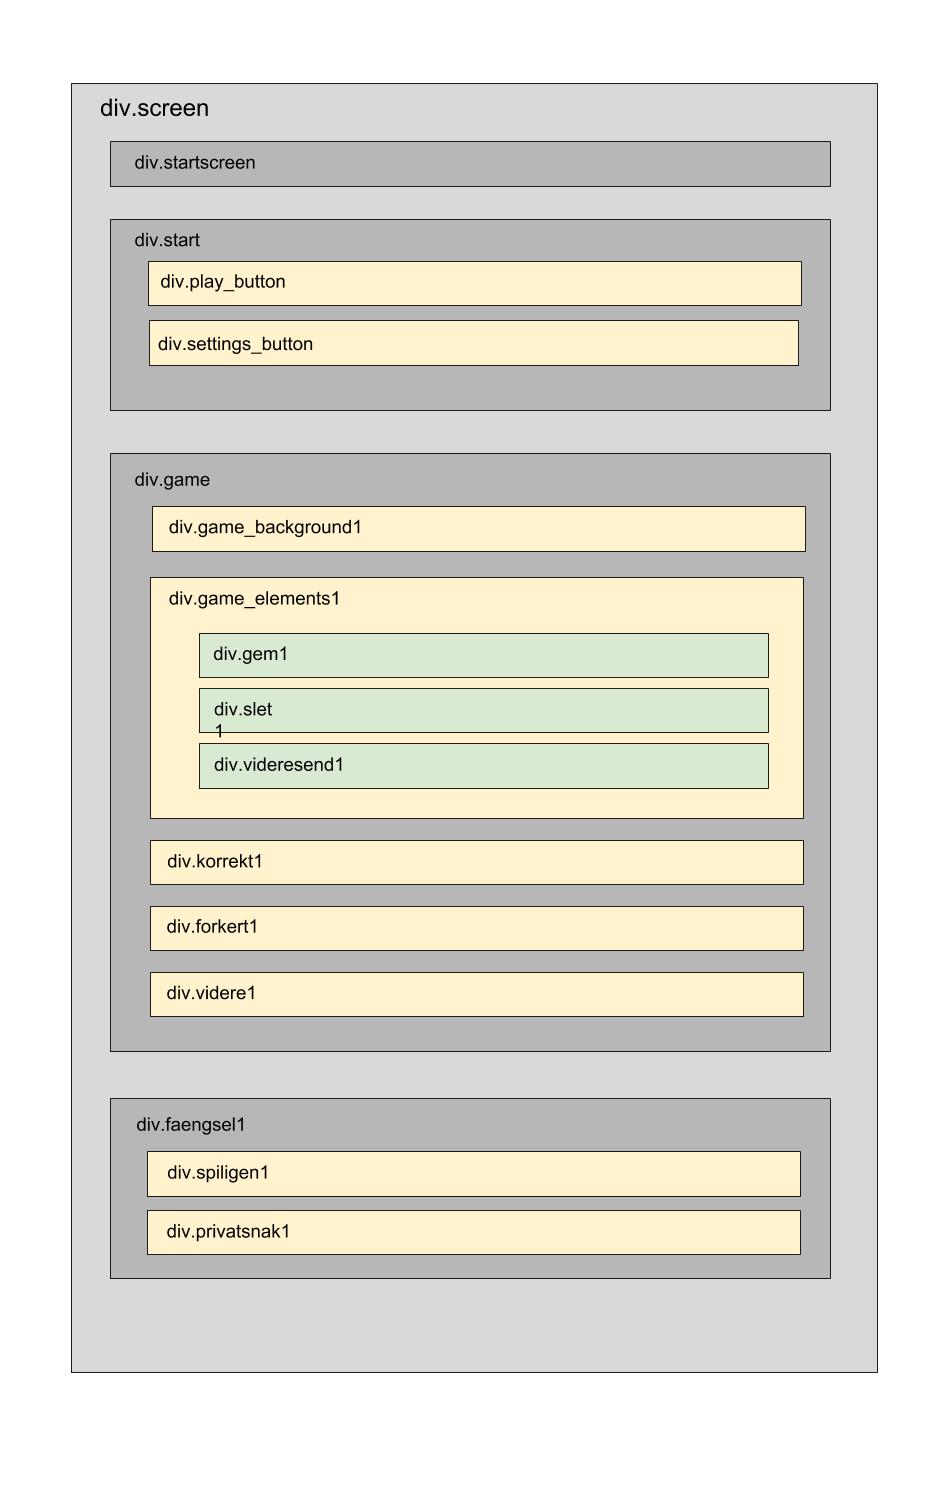 div.screen
div.startscreen
div.start
div.play_button
div.settings_button
div.game
div.game_background1
div.game_elements1
div.gem1
div.slet
1
div.videresend1
div.korrekt1
div.forkert1
div.videre1
div.faengsel1
div.spiligen1
div.privatsnak1